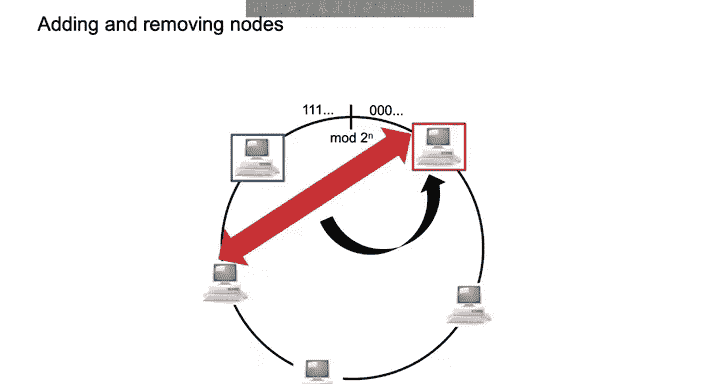 Adding and removing nodes
111... 000...
mod 2ⁿ